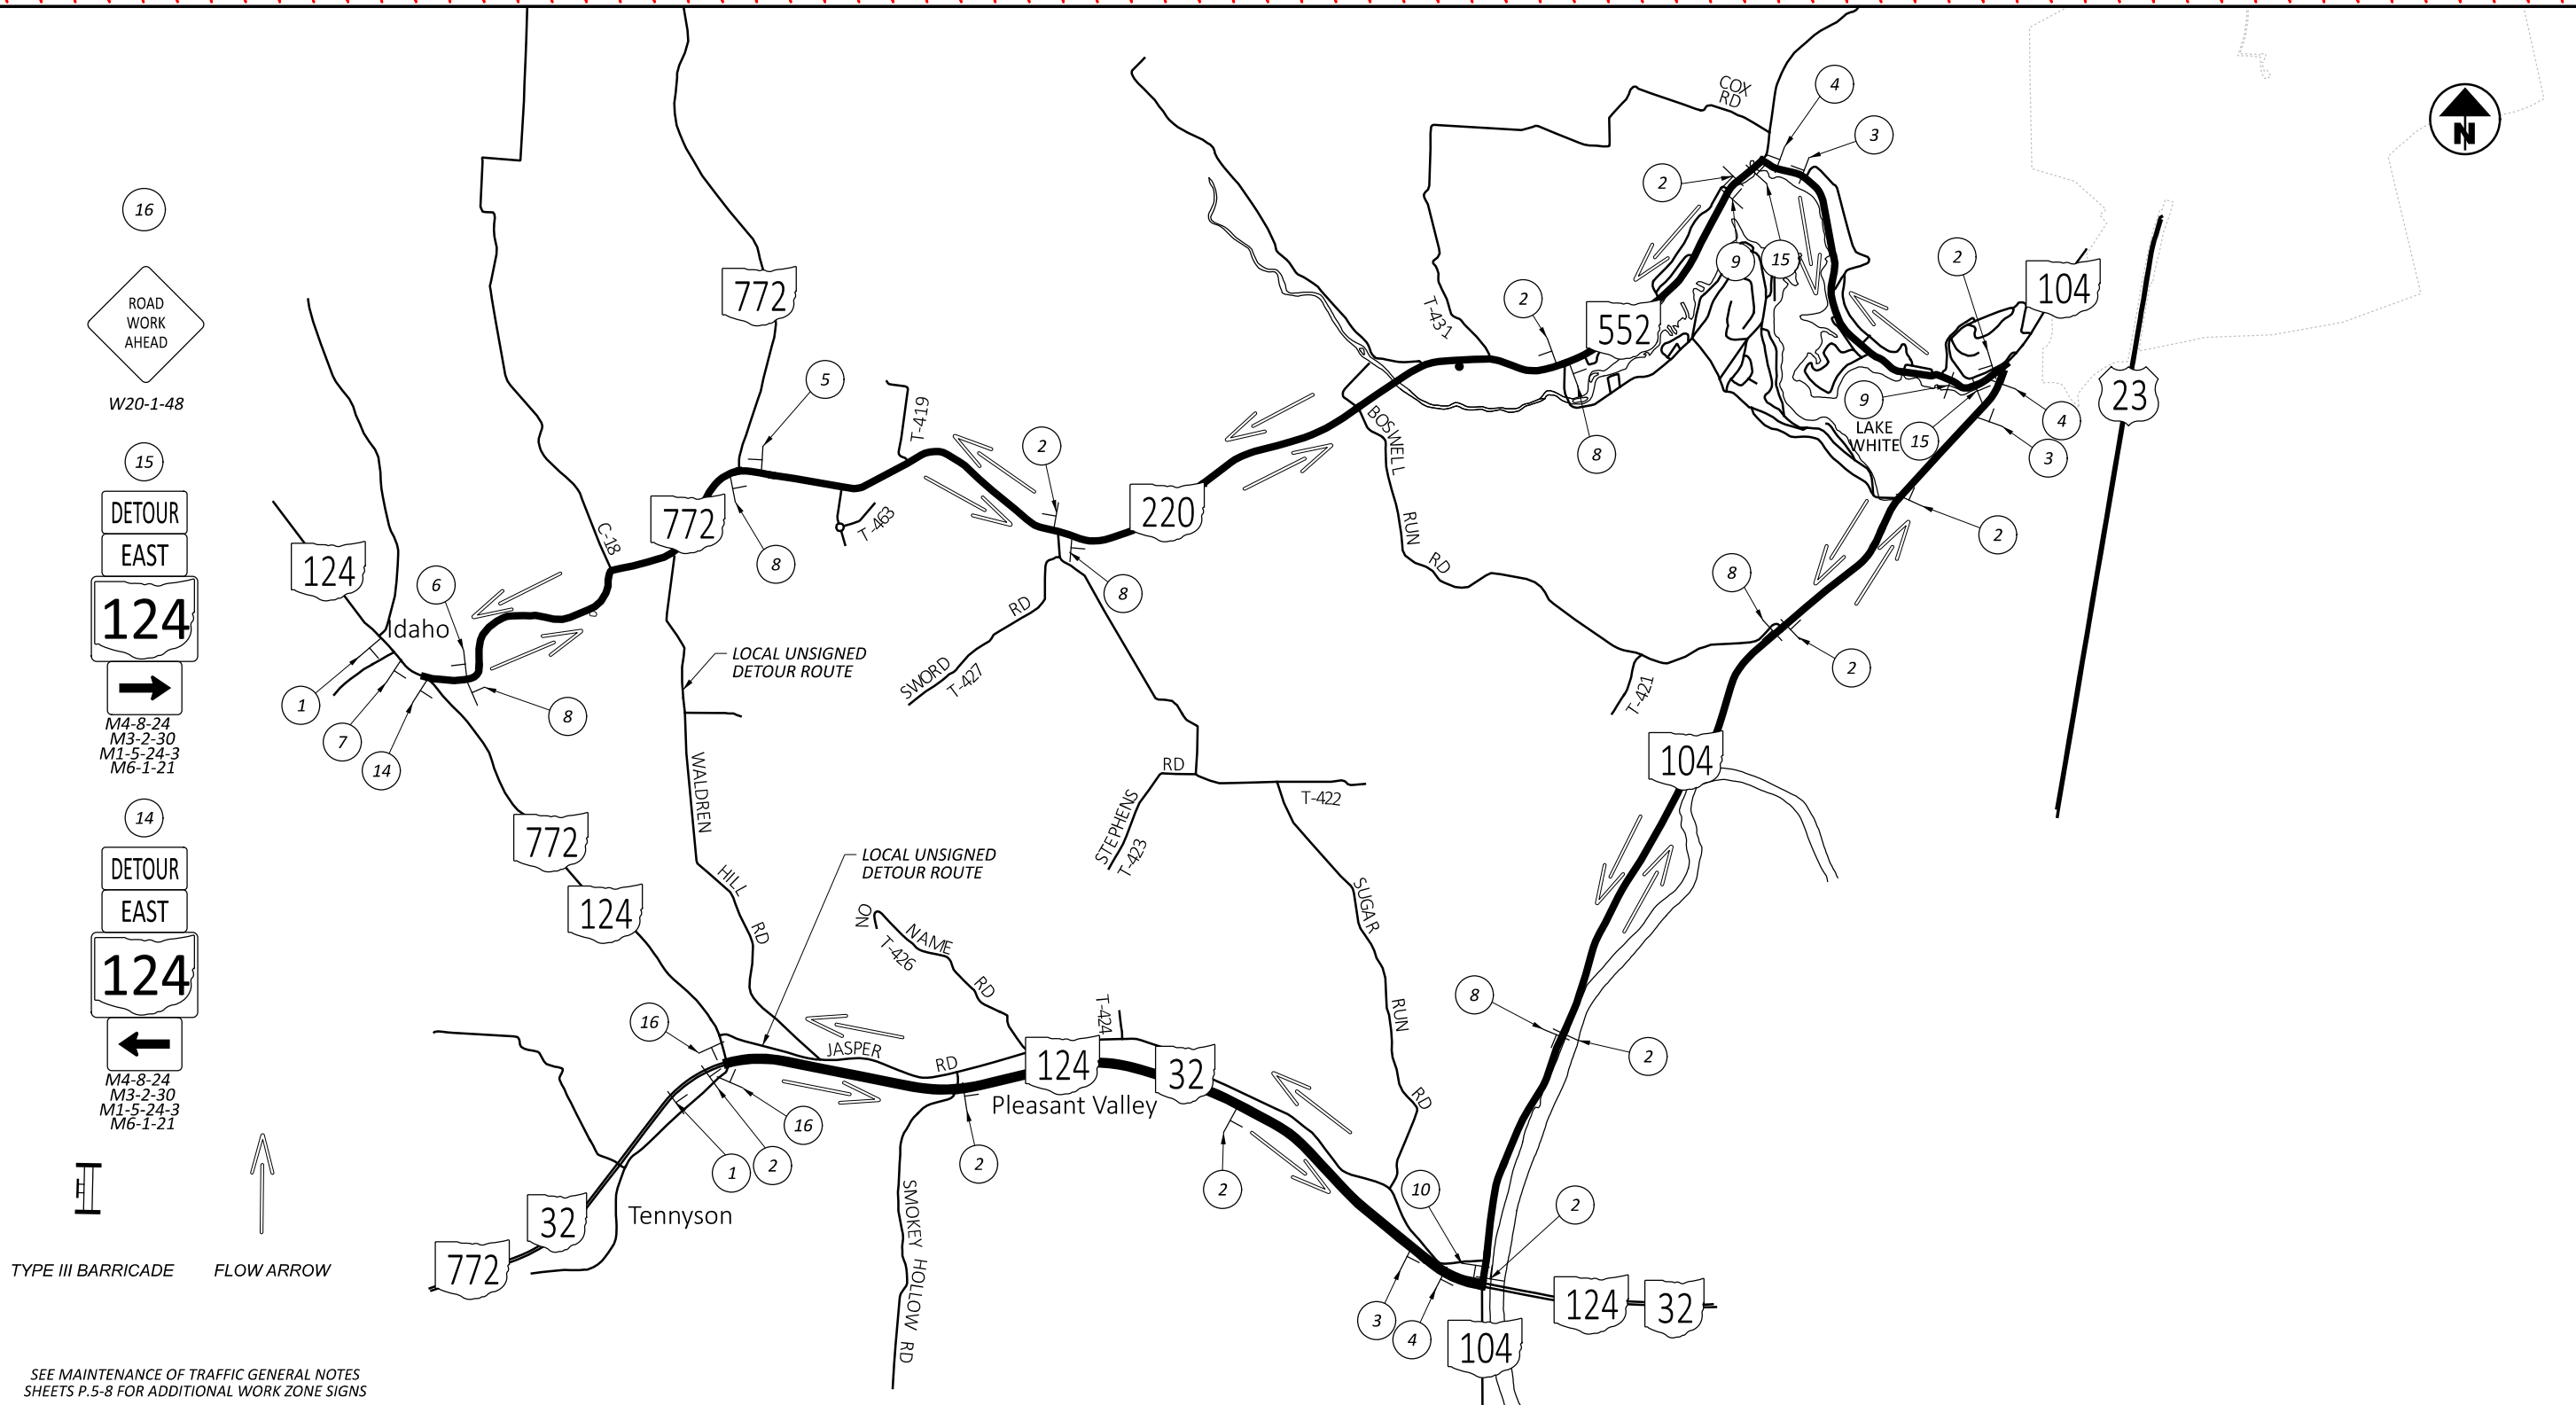 16
ROAD
WORK
AHEAD
W20-1-48
15
DETOUR
EAST
124
M4-8-24
M3-2-30
M1-5-24-3
M6-1-21
14
DETOUR
EAST
124
M4-8-24
M3-2-30
M1-5-24-3
M6-1-21
TYPE III BARRICADE
FLOW ARROW
SEE MAINTENANCE OF TRAFFIC GENERAL NOTES
SHEETS P.5-8 FOR ADDITIONAL WORK ZONE SIGNS
N
COX
RD
4
3
2
9
15
2
104
772
T-431
2
552
23
5
T-419
2
BOSWELL
RUN
RD
8
9
LAKE
WHITE
15
4
3
772
8
T-463
220
2
C-18
124
Idaho
6
8
8
2
SWORD
RD
T-427
LOCAL UNSIGNED
DETOUR ROUTE
1
7
14
8
T-421
104
WALDREN
HILL
RD
STEPHENS
RD
T-423
T-422
772
LOCAL UNSIGNED
DETOUR ROUTE
124
NO
NAME
RD
T-426
SUGAR
RUN
RD
T-424
8
2
16
JASPER
RD
124
32
Pleasant Valley
16
1
2
2
2
10
2
SMOKEY HOLLOW RD
32
Tennyson
772
3
4
124
32
104